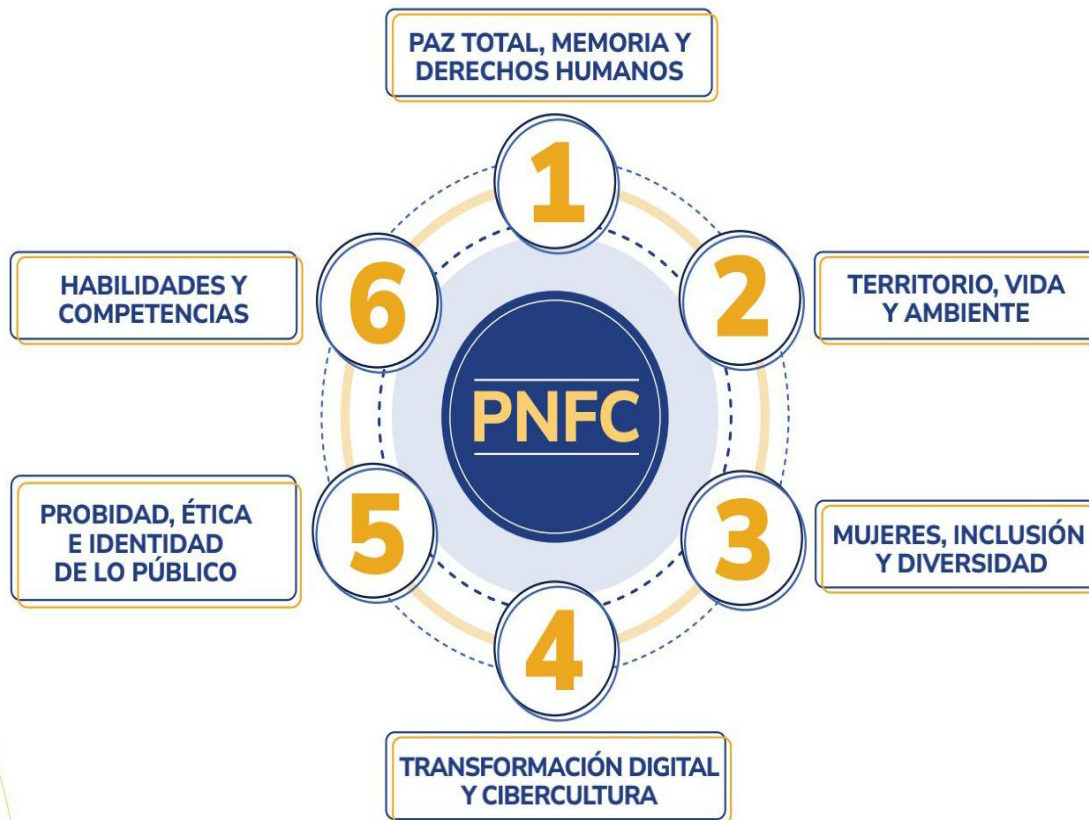 PAZ TOTAL, MEMORIA Y
DERECHOS HUMANOS
1
2
TERRITORIO, VIDA
Y AMBIENTE
3
MUJERES, INCLUSIÓN
Y DIVERSIDAD
4
TRANSFORMACIÓN DIGITAL
Y CIBERCULTURA
5
PROBIDAD, ÉTICA
E IDENTIDAD
DE LO PÚBLICO
6
HABILIDADES Y
COMPETENCIAS
PNFC